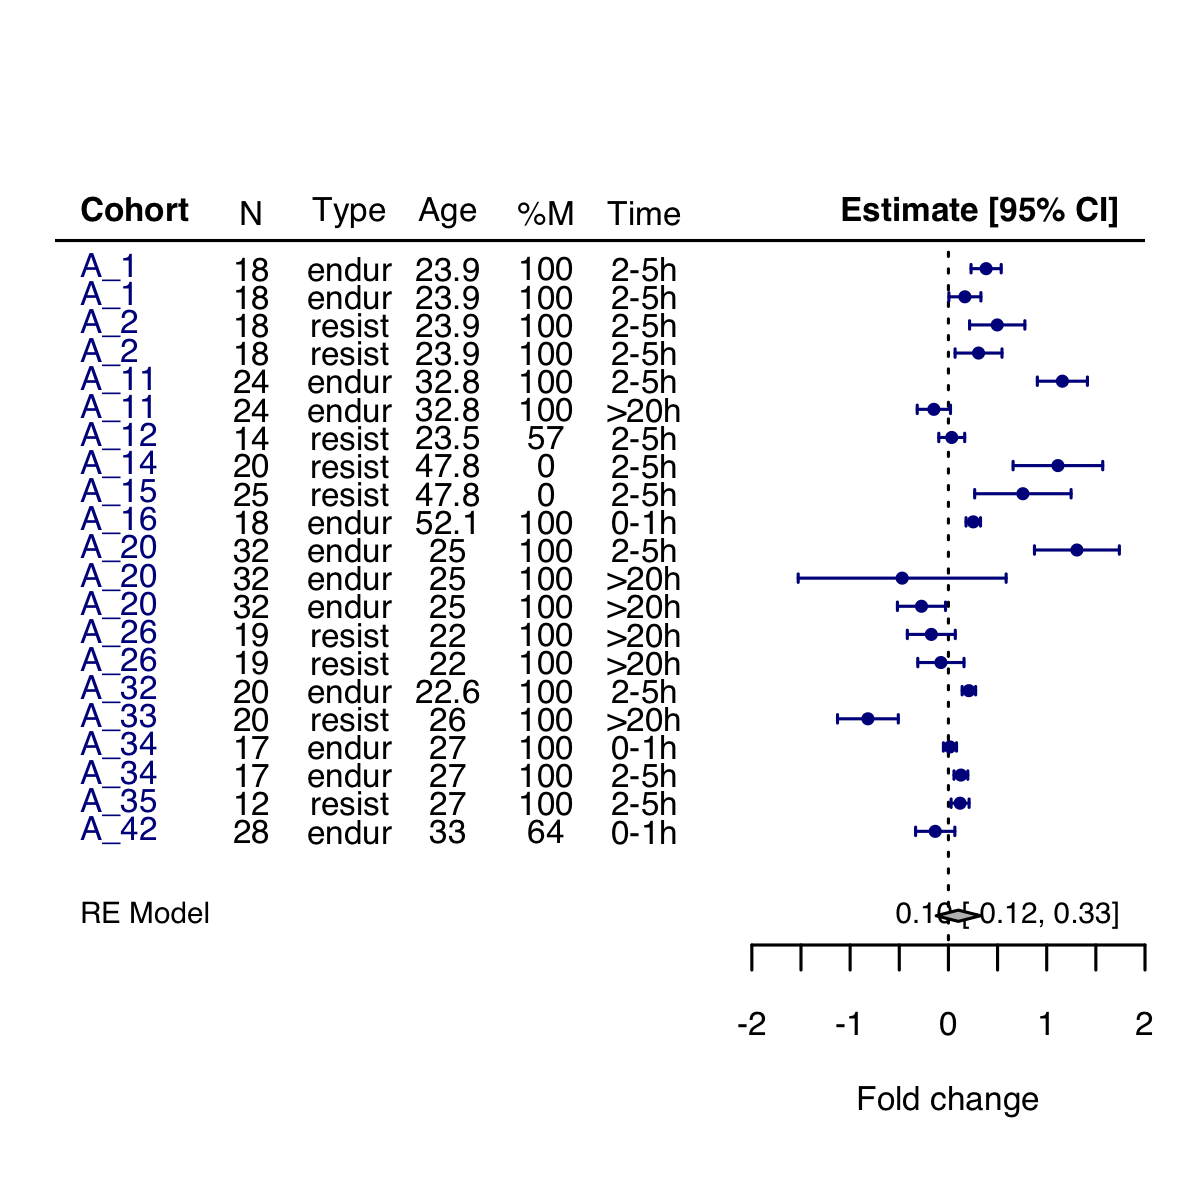 Cohort N Type Age %M Time Estimate [95% CI]
A_1 18 endur 23.9 100 2-5h
A_1 18 endur 23.9 100 2-5h
A_2 18 resist 23.9 100 2-5h
A_2 18 resist 23.9 100 2-5h
A_11 24 endur 32.8 100 2-5h
A_11 24 endur 32.8 100 >20h
A_12 14 resist 23.5 57 2-5h
A_14 20 resist 47.8 0 2-5h
A_15 25 resist 47.8 0 2-5h
A_16 18 endur 52.1 100 0-1h
A_20 32 endur 25 100 2-5h
A_20 32 endur 25 100 >20h
A_20 32 endur 25 100 >20h
A_26 19 resist 22 100 >20h
A_26 19 resist 22 100 >20h
A_32 20 endur 22.6 100 2-5h
A_33 20 resist 26 100 >20h
A_34 17 endur 27 100 0-1h
A_34 17 endur 27 100 2-5h
A_35 12 resist 27 100 2-5h
A_42 28 endur 33 64 0-1h
RE Model 0.12, 0.33]
-2 -1 0 1 2
Fold change